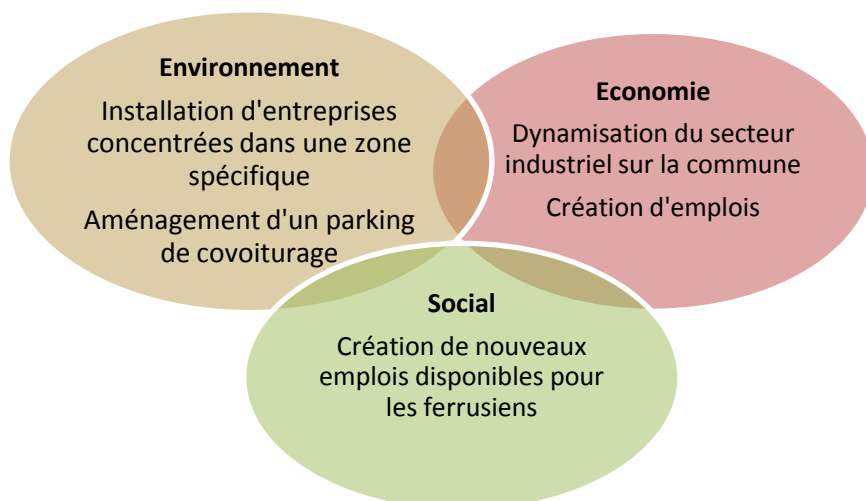 Environnement
Installation d'entreprises
concentrées dans une zone
spécifique
Aménagement d'un parking
de covoiturage
Economie
Dynamisation du secteur
industriel sur la commune
Création d'emplois
Social
Création de nouveaux
emplois disponibles pour
les ferrusiens